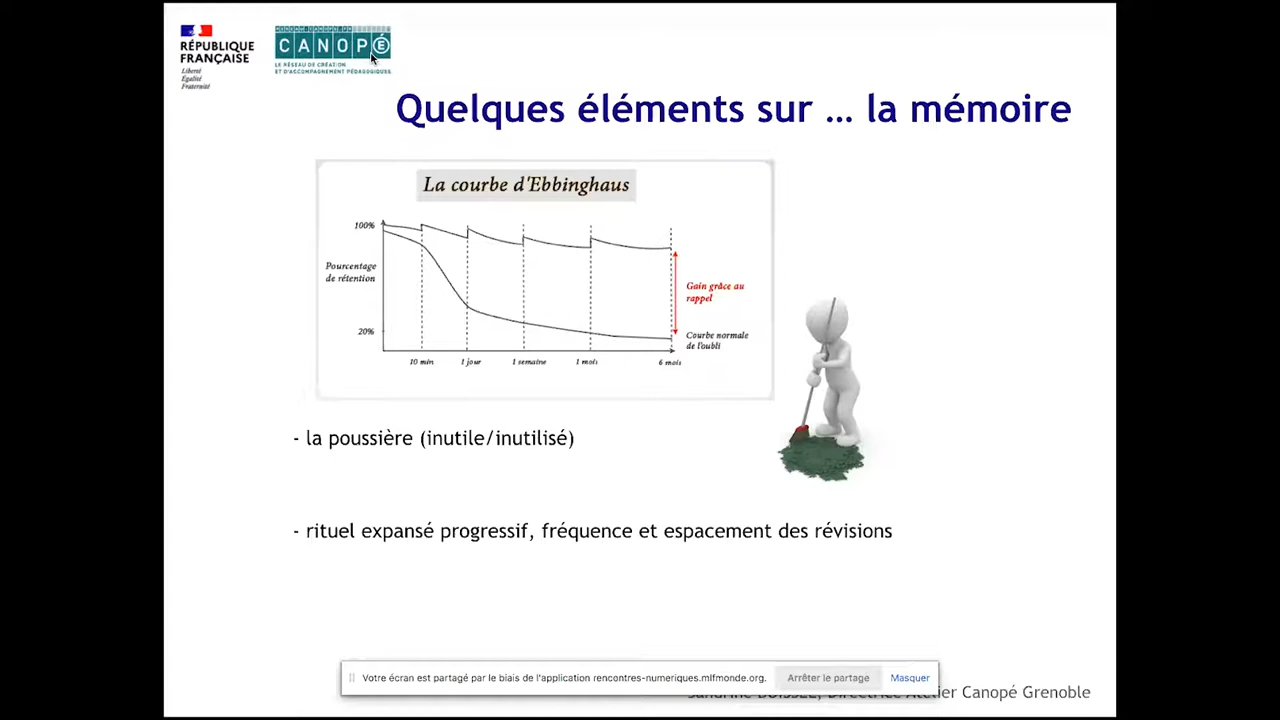 RÉPUBLIQUE
FRANÇAISE
Liberté
Égalité
Fraternité
CANOPÉ
LE RÉSEAU DE CRÉATION
ET D'ACCOMPAGNEMENT PÉDAGOGIQUES
Quelques éléments sur … la mémoire
La courbe d'Ebbinghaus
100%
Pourcentage
de rétention
20%
10 min
1 jour
1 semaine
1 mois
6 mois
Gain grâce au
rappel
Courbe normale
de l'oubli
- la poussière (inutile/inutilisé)
- rituel expansé progressif, fréquence et espacement des révisions
Votre écran est partagé par le biais de l'application rencontres-numeriques.mlfmonde.org.
Arrêter le partage
Masquer
Canopé Grenoble